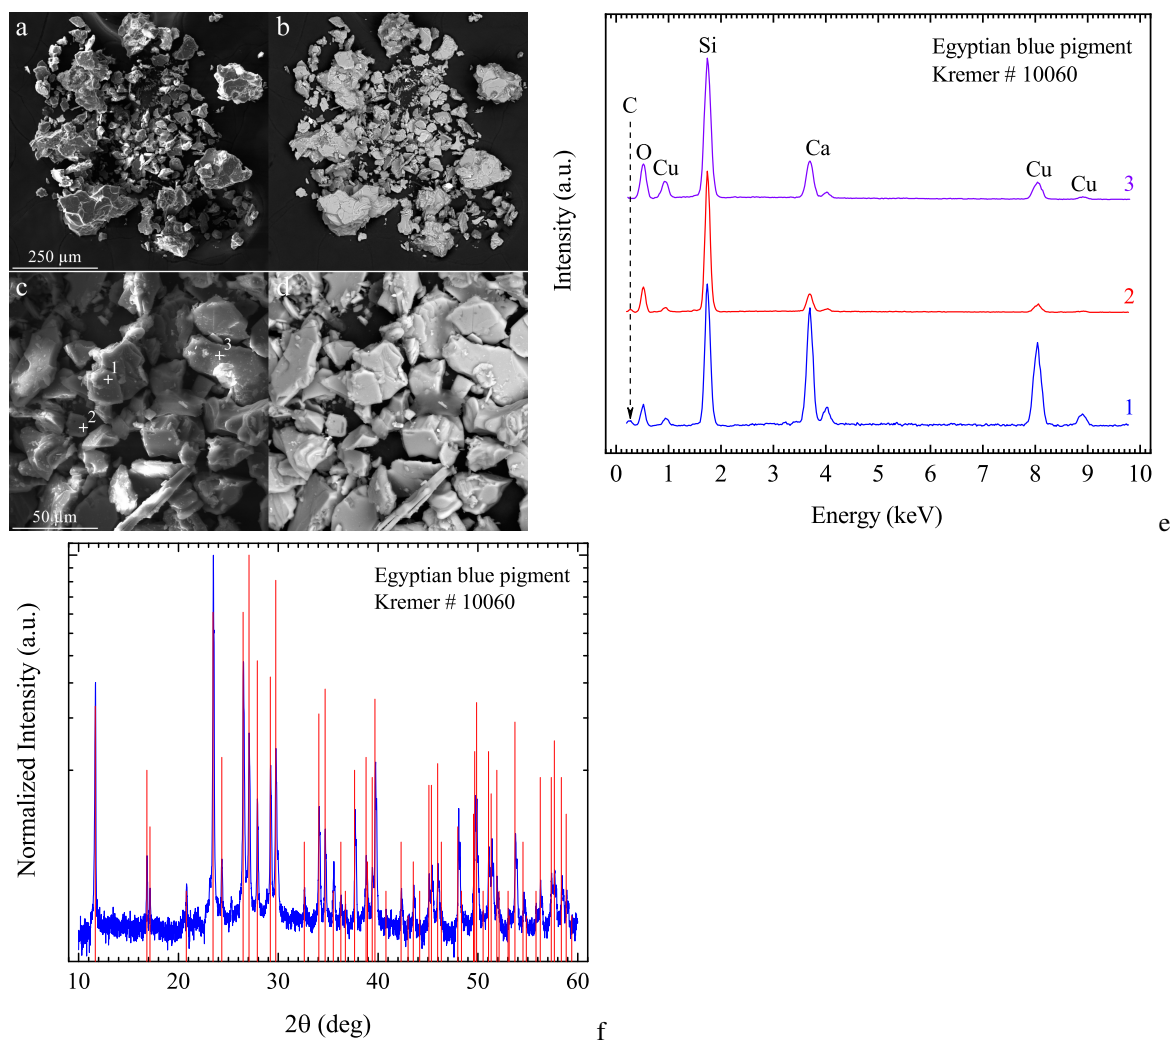 a
b
250 µm
c
d
1
2
3
50 µm
Egyptian blue pigment
Kremer # 10060
Si
C
O
Cu
Ca
Cu
Cu
3
2
1
Intensity (a.u.)
0 1 2 3 4 5 6 7 8 9 10
Energy (keV)
e
Egyptian blue pigment
Kremer # 10060
Normalized Intensity (a.u.)
10 20 30 40 50 60
2θ (deg)
f